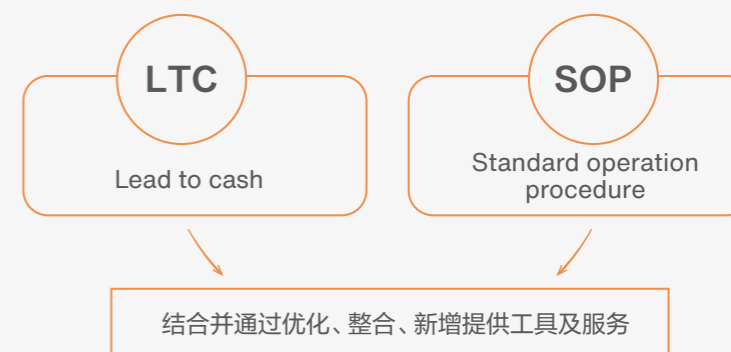 LTC
SOP
Lead to cash
Standard operation
procedure
结合并通过优化、整合、新增提供工具及服务